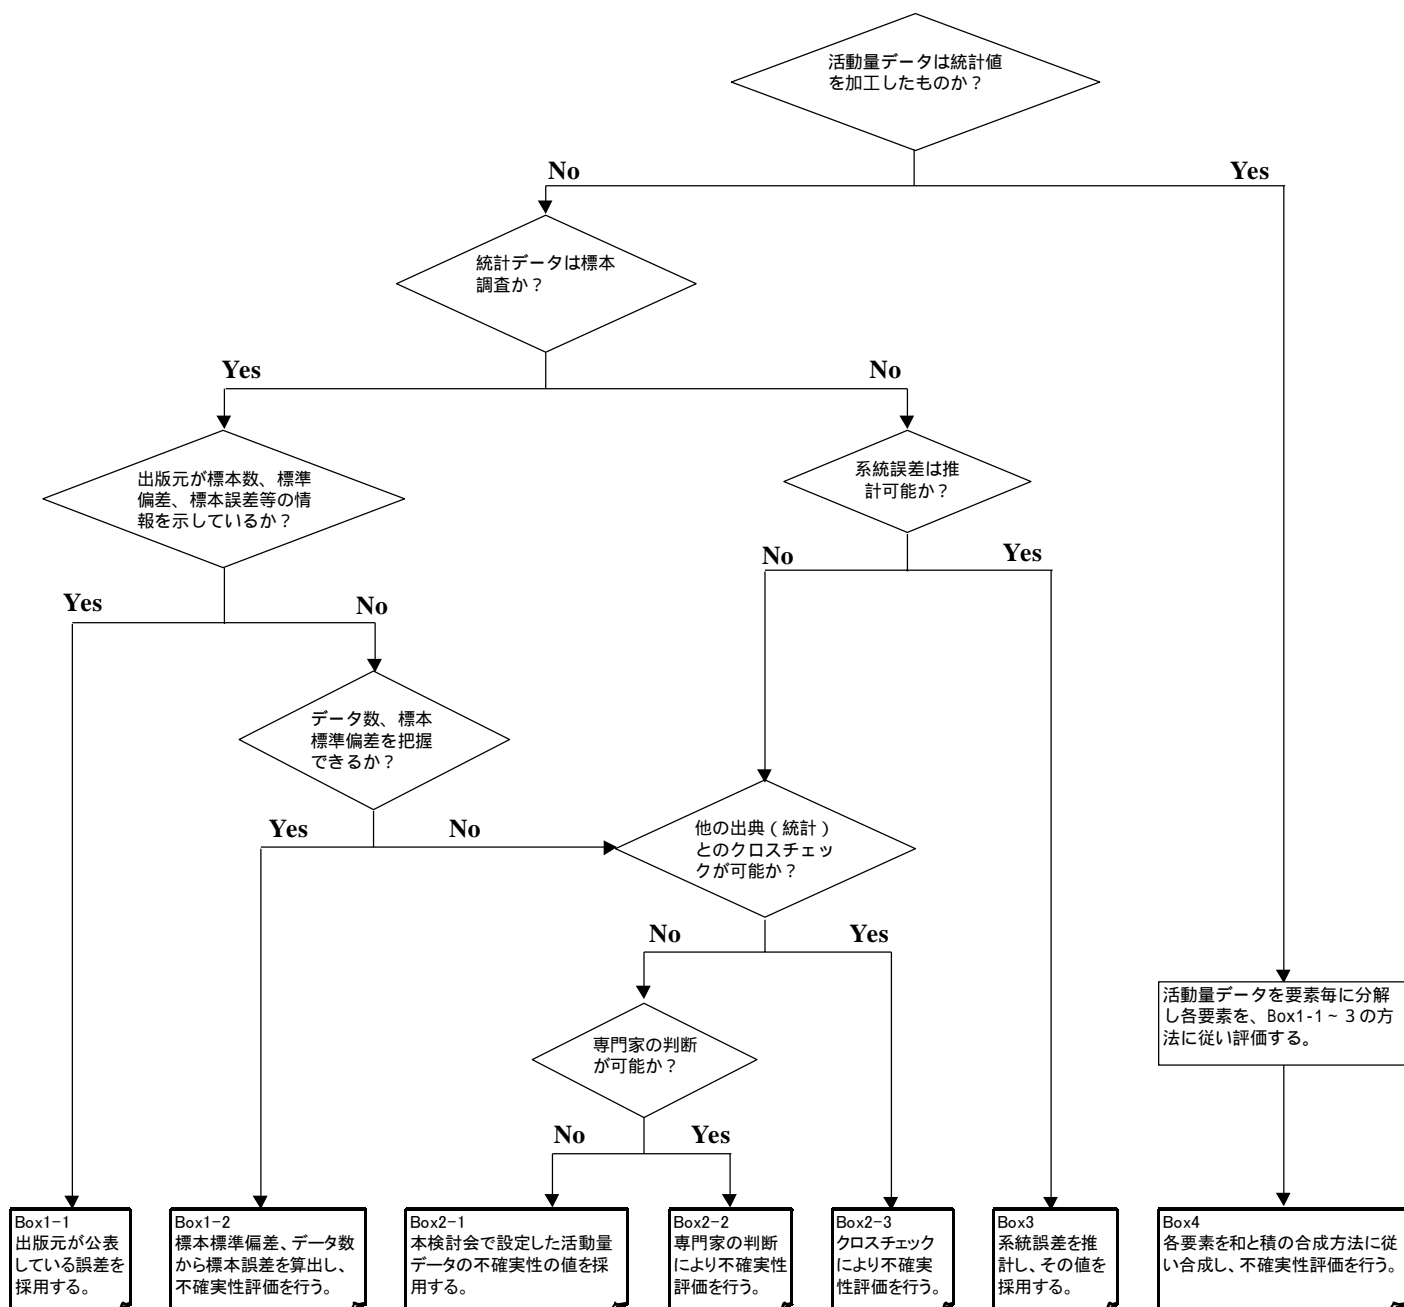 活動量データは統計値
を加工したものか？
No
Yes
統計データは標本
調査か？
Yes
No
出版元が標本数、標準
偏差、標本誤差等の情
報を示しているか？
系統誤差は推
計可能か？
No
Yes
Yes
No
データ数、標本
標準偏差を把握
できるか？
Yes
No
他の出典（統計）
とのクロスチェッ
クが可能か？
No
Yes
活動量データを要素毎に分解
し各要素を、Box1-1～３の方
法に従い評価する。
専門家の判断
が可能か？
No
Yes
Box1-1
出版元が公表
している誤差を
採用する。
Box1-2
標本標準偏差、データ数
から標本誤差を算出し、
不確実性評価を行う。
Box2-1
本検討会で設定した活動量
データの不確実性の値を採
用する。
Box2-2
専門家の判断
により不確実性
評価を行う。
Box2-3
クロスチェック
により不確実
性評価を行う。
Box3
系統誤差を推
計し、その値を
採用する。
Box4
各要素を和と積の合成方法に従
い合成し、不確実性評価を行う。